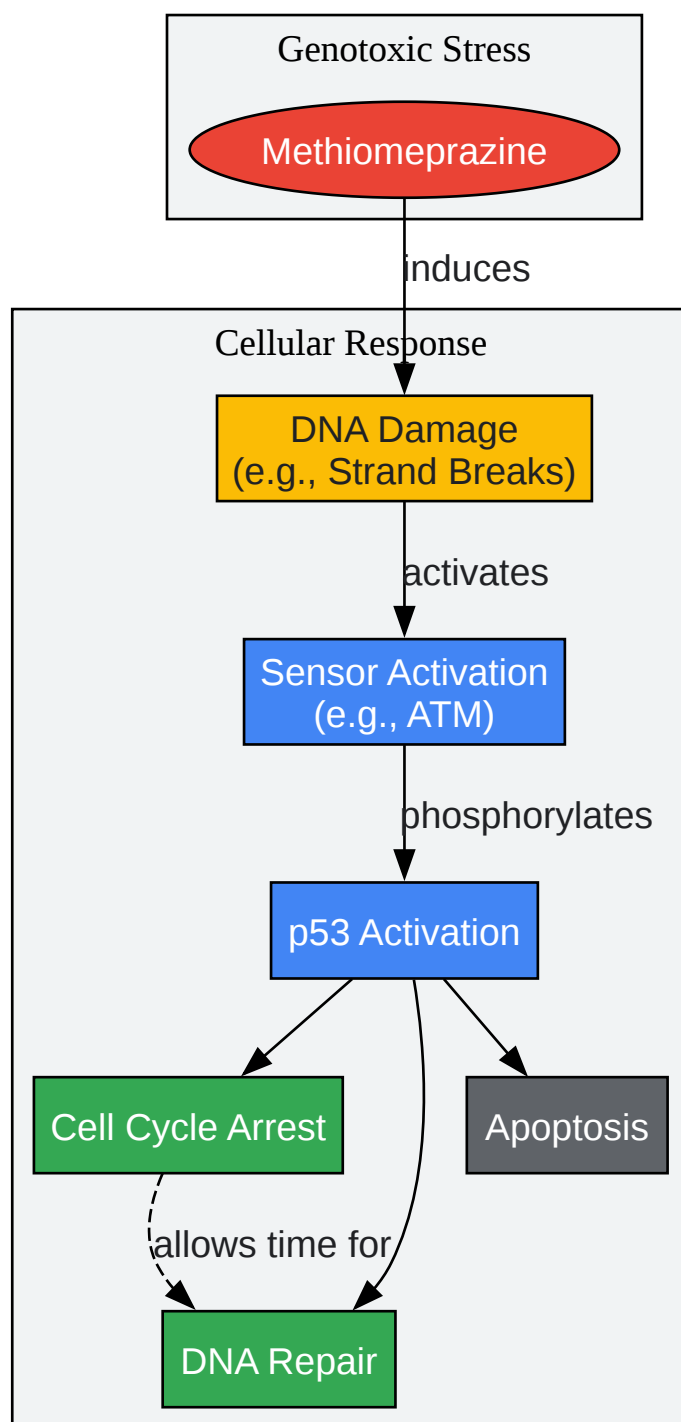 Genotoxic Stress
Methiomeprazine
induces
Cellular Response
DNA Damage
(e.g., Strand Breaks)
activates
Sensor Activation
(e.g., ATM)
phosphorylates
p53 Activation
Cell Cycle Arrest
Apoptosis
allows time for
DNA Repair